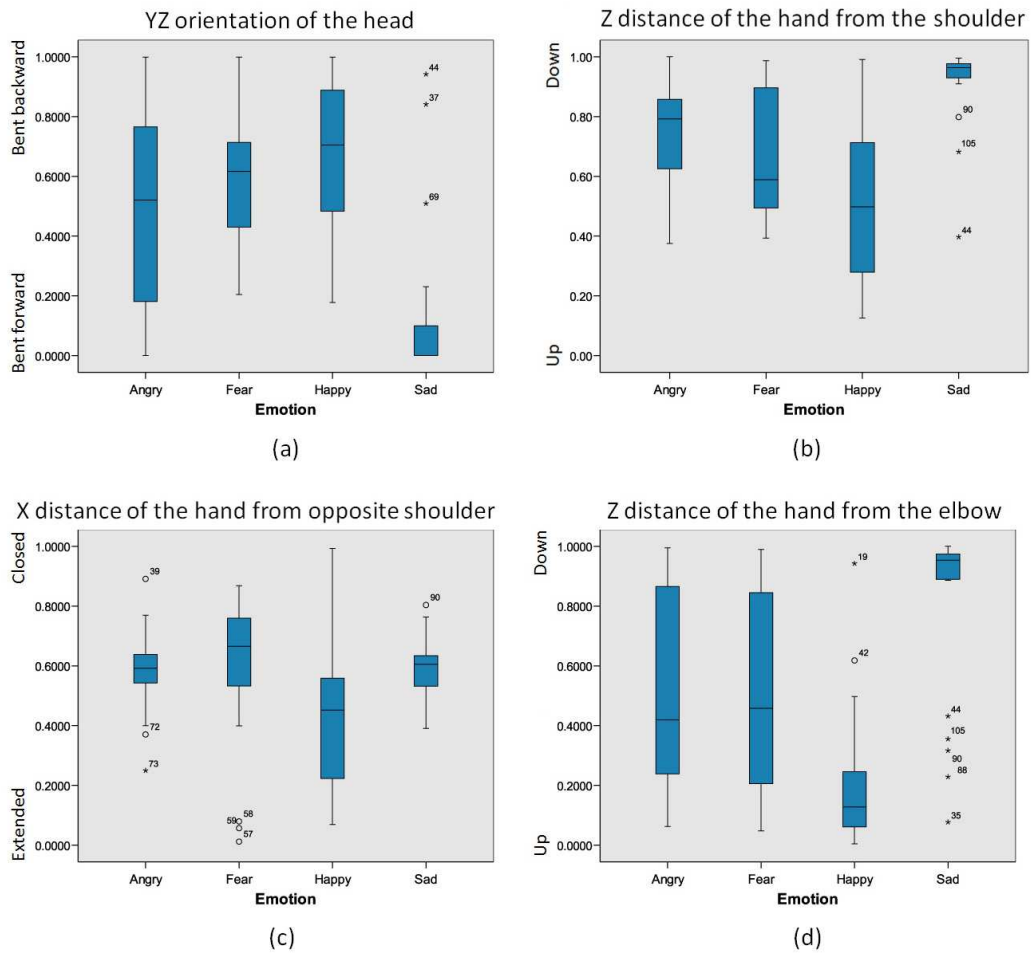 YZ orientation of the head
Bent backward
Bent forward
1.0000
0.8000
0.6000
0.4000
0.2000
0.0000
44
37
69
Angry Fear Happy Sad
Emotion
(a)
Z distance of the hand from the shoulder
Down
Up
1.00
0.80
0.60
0.40
0.20
0.00
90
105
44
Angry Fear Happy Sad
Emotion
(b)
X distance of the hand from opposite shoulder
Closed
Extended
1.0000
0.8000
0.6000
0.4000
0.2000
0.0000
39
72
73
58
59
57
90
Angry Fear Happy Sad
Emotion
(c)
Z distance of the hand from the elbow
Down
Up
1.0000
0.8000
0.6000
0.4000
0.2000
0.0000
19
42
44
105
90
88
35
Angry Fear Happy Sad
Emotion
(d)